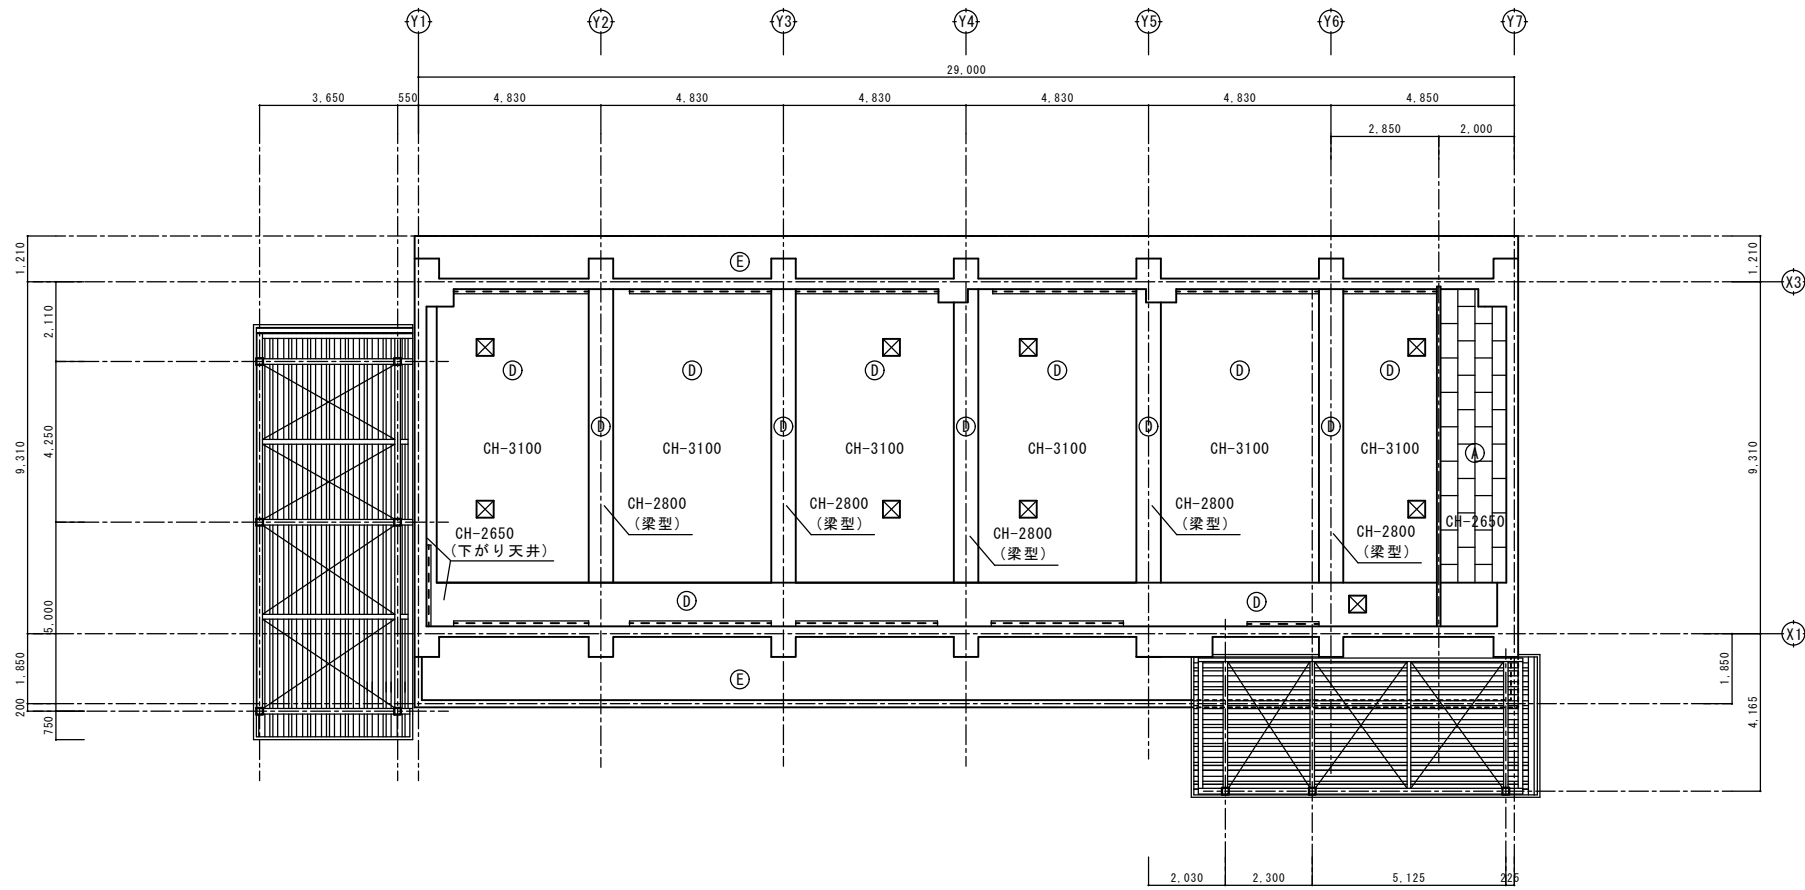 Y1 Y2 Y3 Y4 Y5 Y6 Y7
29,000
3,650 550 4,830 4,830 4,830 4,830 4,830 4,850
2,850 2,000
1,210
1,210
E
X3
2,110
D D D D D D
4,250
9,310
9,310
D D D D D
CH-3100 CH-3100 CH-3100 CH-3100 CH-3100 CH-3100
A
CH-2650
(下がり天井)
CH-2800
(梁型)
CH-2800
(梁型)
CH-2800
(梁型)
CH-2800
(梁型)
CH-2800
(梁型)
CH-2650
5,000
D D
X1
1,850
E
1,850
200
750
4,165
2,030 2,300 5,125 225